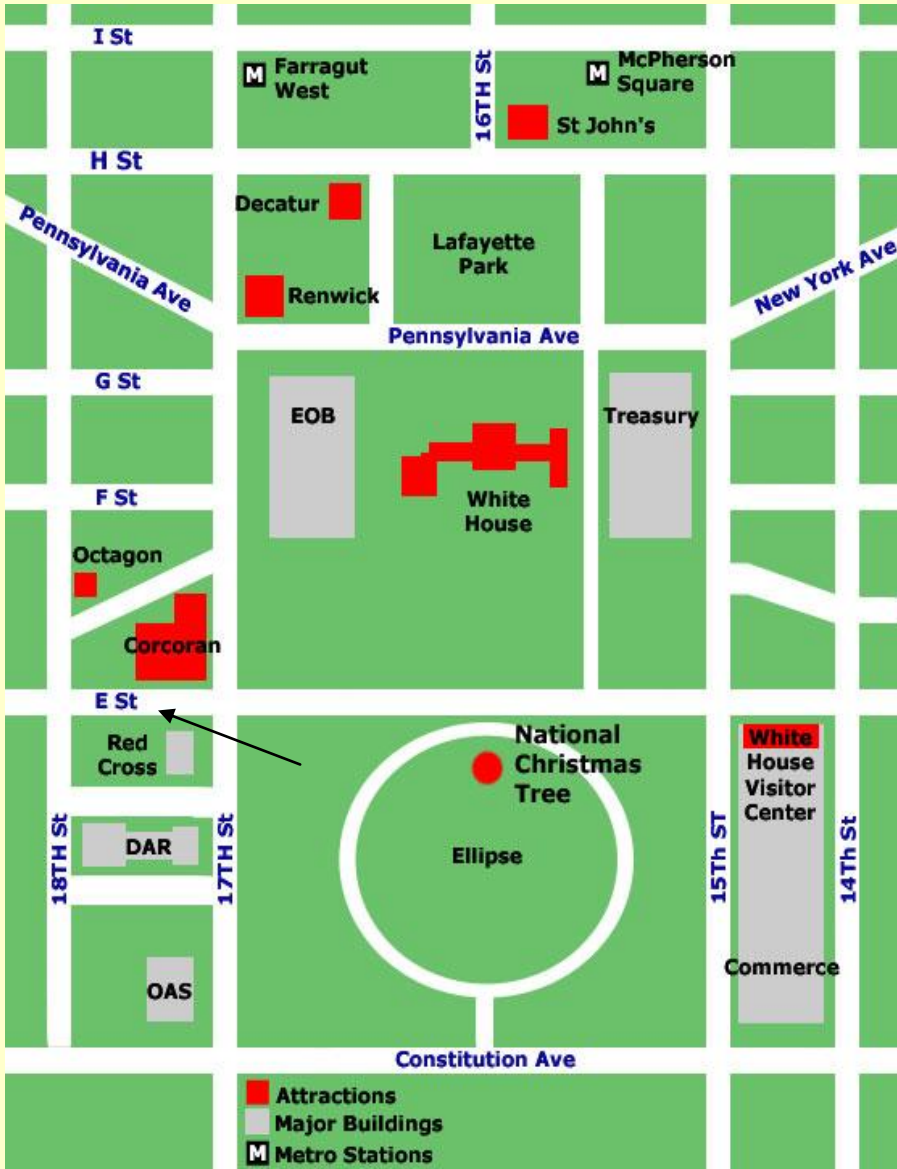 I St
M Farragut
West
16TH St
M McPherson
Square
St John's
H St
Pennsylvania Ave
Decatur
Lafayette
Park
New York Ave
Renwick
Pennsylvania Ave
G St
EOB
Treasury
White
House
F St
Octagon
Corcoran
E St
Red
Cross
National
Christmas
Tree
White
House
Visitor
Center
18TH St
DAR
17TH St
Ellipse
15Th ST
14Th St
OAS
Commerce
Constitution Ave
Attractions
Major Buildings
M Metro Stations